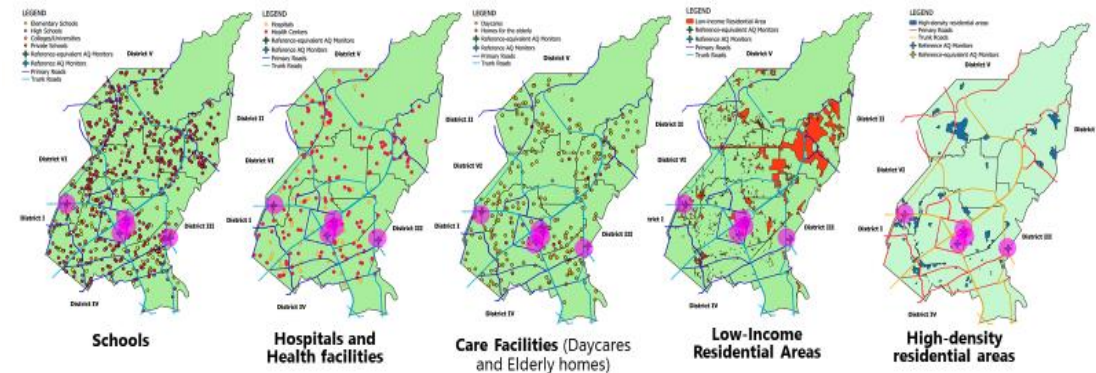 LEGEND
Elementary Schools
High Schools
Colleges/Universities
Private Schools
Reference-equivalent AQ Monitors
Reference AQ Monitors
Primary Roads
Trunk Roads
District V
District II
District VI
District I
District III
District IV
Schools
LEGEND
Hospitals
Health Centers
Reference-equivalent AQ Monitors
Reference AQ Monitors
Primary Roads
Trunk Roads
District V
District II
District VI
District I
District III
District IV
Hospitals and
Health facilities
LEGEND
Daycares
Homes for the elderly
Reference-equivalent AQ Monitors
Reference AQ Monitors
Primary Roads
Trunk Roads
District V
District II
District VI
District I
District III
District IV
Care Facilities (Daycares
and Elderly homes)
LEGEND
Low-income Residential Area
Reference-equivalent AQ Monitors
Reference AQ Monitors
Primary Roads
Trunk Roads
District V
District II
District VI
District III
District IV
Low-Income
Residential Areas
LEGEND
High-density residential areas
Primary Roads
Trunk Roads
Reference AQ Monitors
Reference-equivalent AQ Monitors
District V
District VI
District I
District III
District IV
High-density
residential areas